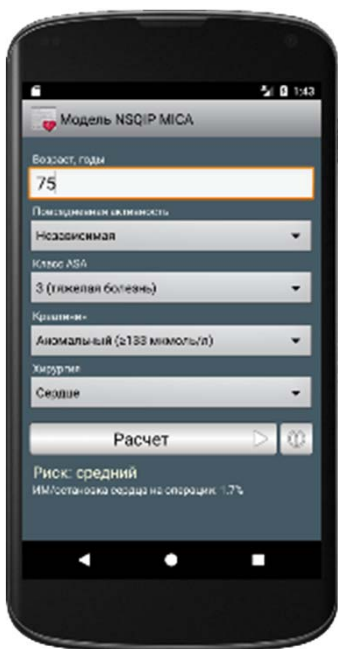 1:43
Модель NSQIP MICA
Возраст, годы
75
Повседневная активность
Независимая
Класс ASA
3 (тяжелая болезнь)
Креатинин
Аномальный (≥133 мкмоль/л)
Хирургия
Сердце
Расчет
Риск: средний
ИМ/остановка сердца на операции: 1.7%